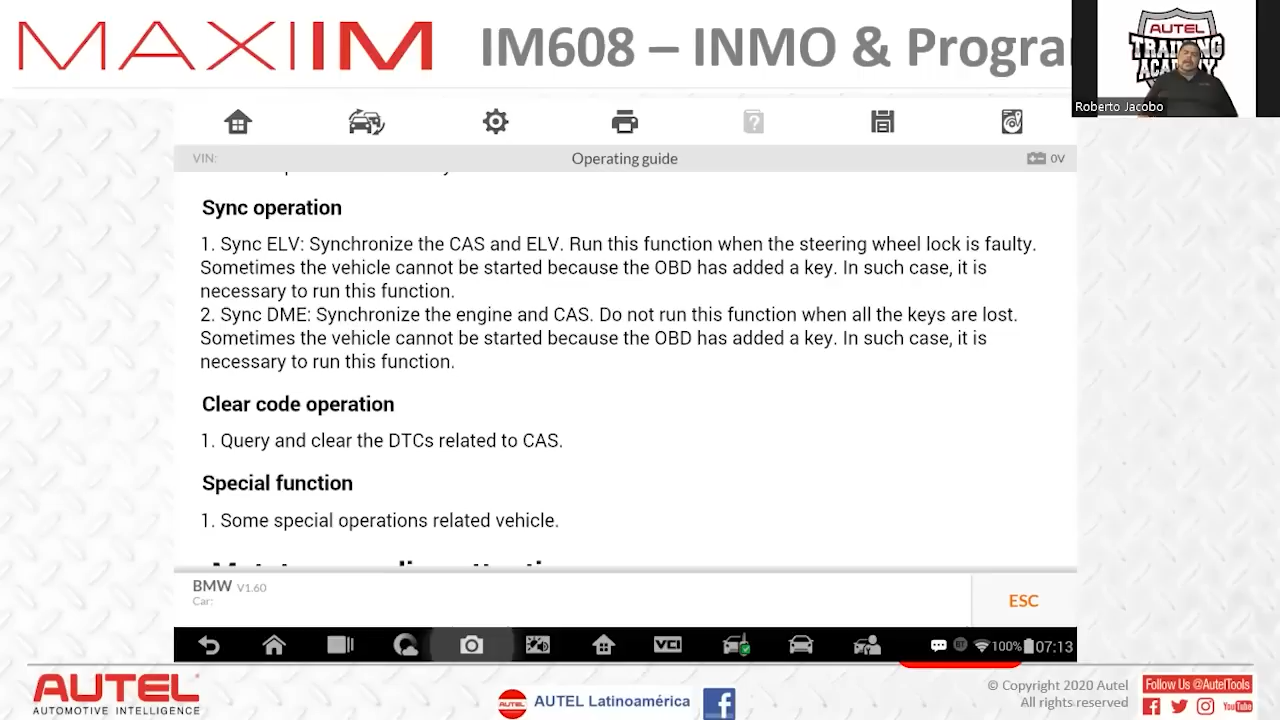 MAXIIM IM608 – INMO & Progra
AUTEL
TRAINING
ACADEMY
Roberto Jacobo
VIN:
Operating guide
0V
Sync operation
1. Sync ELV: Synchronize the CAS and ELV. Run this function when the steering wheel lock is faulty.
Sometimes the vehicle cannot be started because the OBD has added a key. In such case, it is
necessary to run this function.
2. Sync DME: Synchronize the engine and CAS. Do not run this function when all the keys are lost.
Sometimes the vehicle cannot be started because the OBD has added a key. In such case, it is
necessary to run this function.
Clear code operation
1. Query and clear the DTCs related to CAS.
Special function
1. Some special operations related vehicle.
BMW V1.60
Car:
ESC
VCI
BT
100% 07:13
AUTEL
AUTOMOTIVE INTELLIGENCE
AUTEL
AUTEL Latinoamérica
© Copyright 2020 Autel
All rights reserved
Follow Us @AutelTools
YouTube